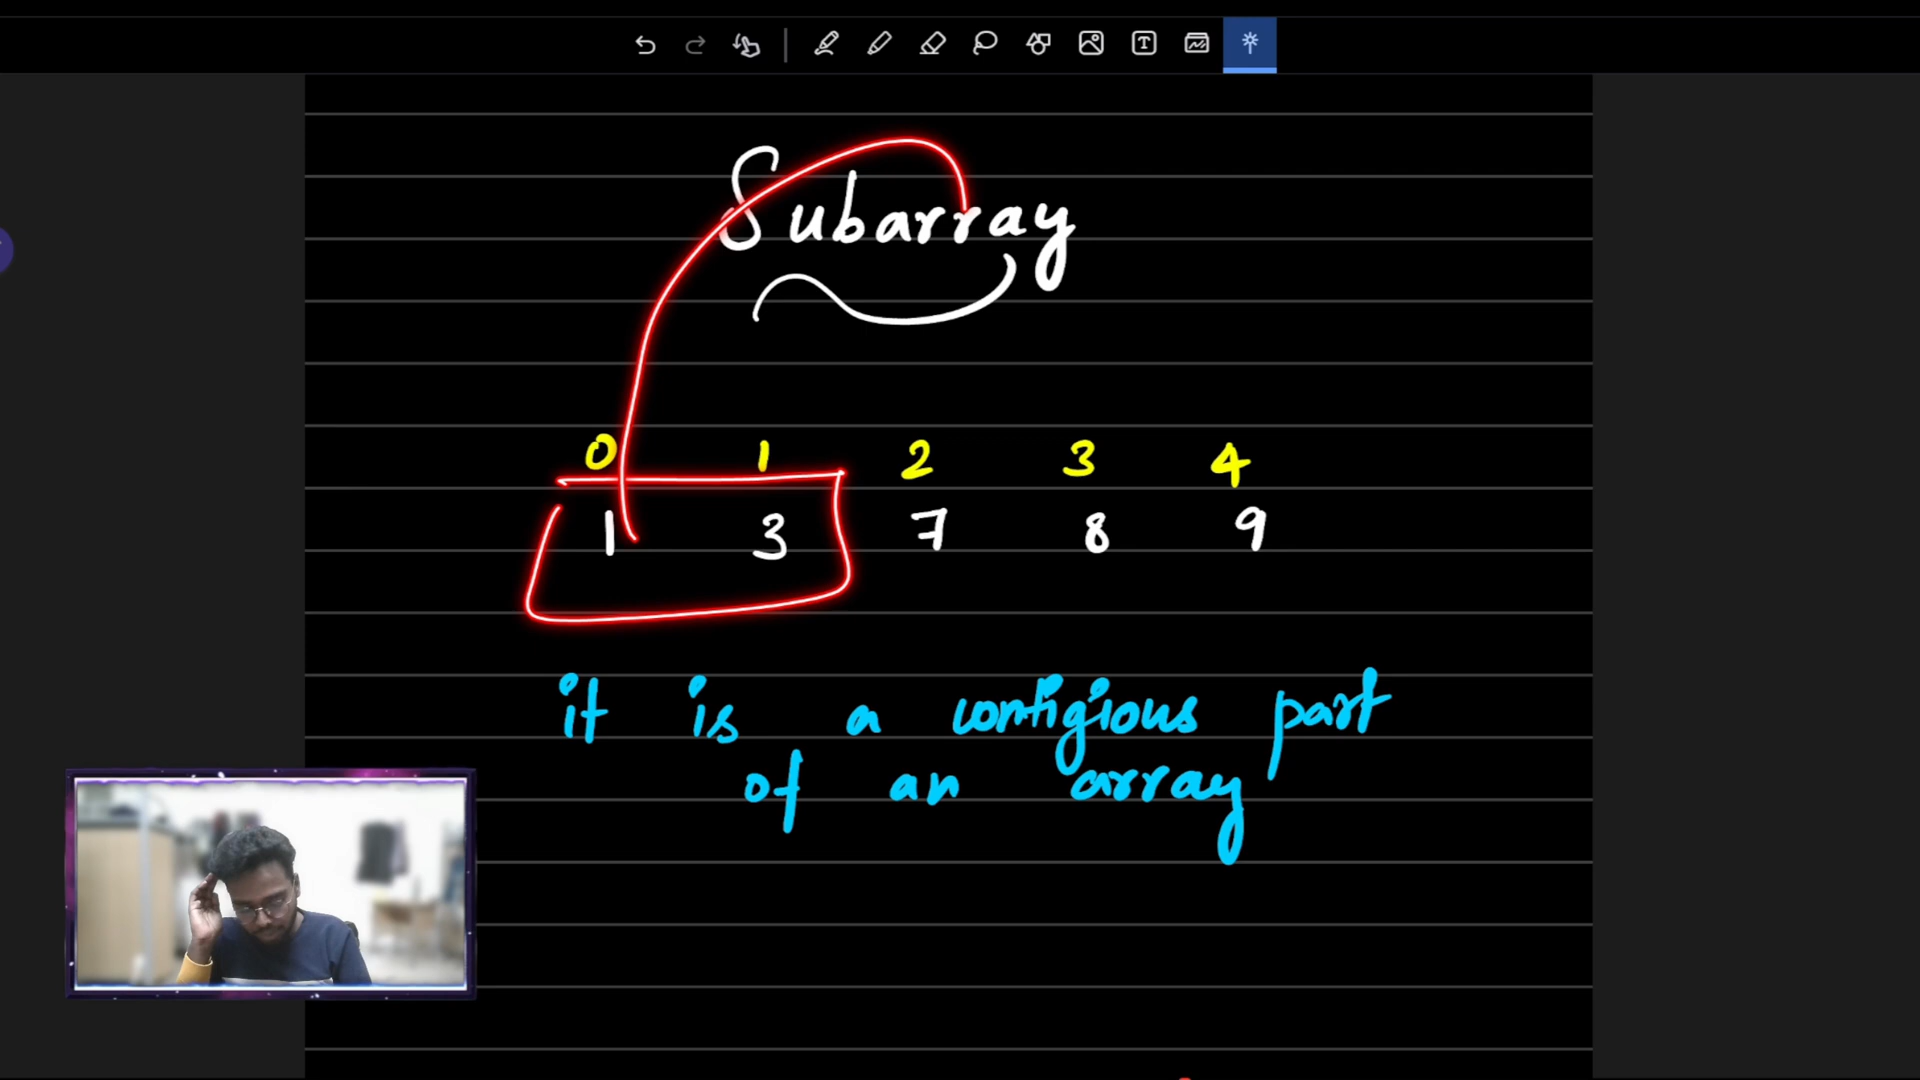 Subarray
0 1 2 3 4
1 3 7 8 9
it is a contigious part
of an array